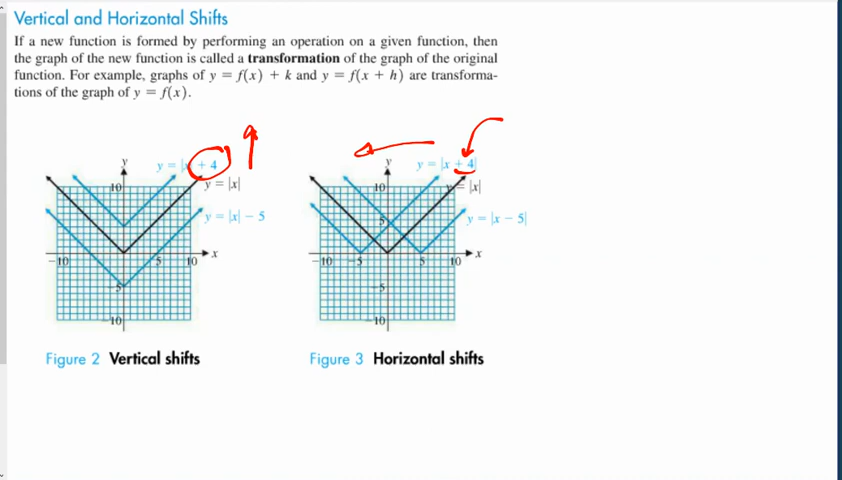 Vertical and Horizontal Shifts
If a new function is formed by performing an operation on a given function, then
the graph of the new function is called a transformation of the graph of the original
function. For example, graphs of y = f(x) + k and y = f(x + h) are transforma-
tions of the graph of y = f(x).
y
y = |x| + 4
10
y = |x|
y = |x| − 5
x
−10
5
10
−5
−10
Figure 2 Vertical shifts
y
y = |x + 4|
10
y = |x|
5
y = |x − 5|
x
−10
−5
5
10
−5
−10
Figure 3 Horizontal shifts